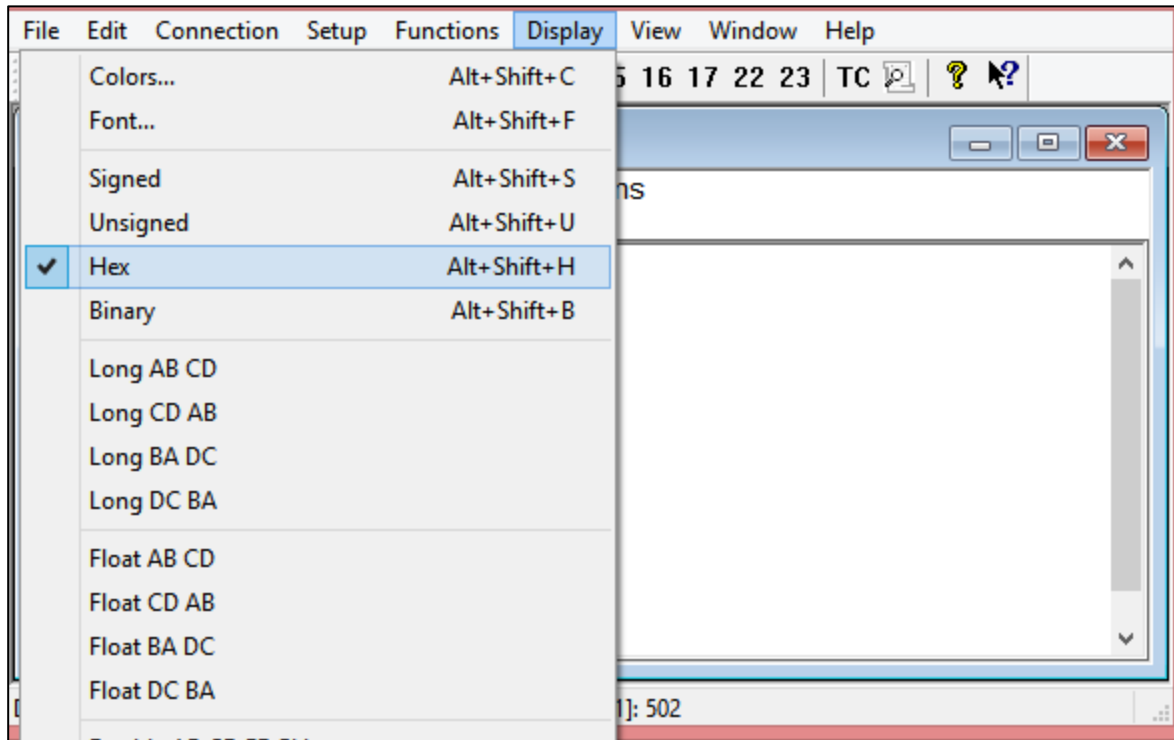 File Edit Connection Setup Functions Display View Window Help
Colors... Alt+Shift+C
16 17 22 23 TC
Font... Alt+Shift+F
Signed Alt+Shift+S
Unsigned Alt+Shift+U
Hex Alt+Shift+H
Binary Alt+Shift+B
Long AB CD
Long CD AB
Long BA DC
Long DC BA
Float AB CD
Float CD AB
Float BA DC
Float DC BA
1]: 502